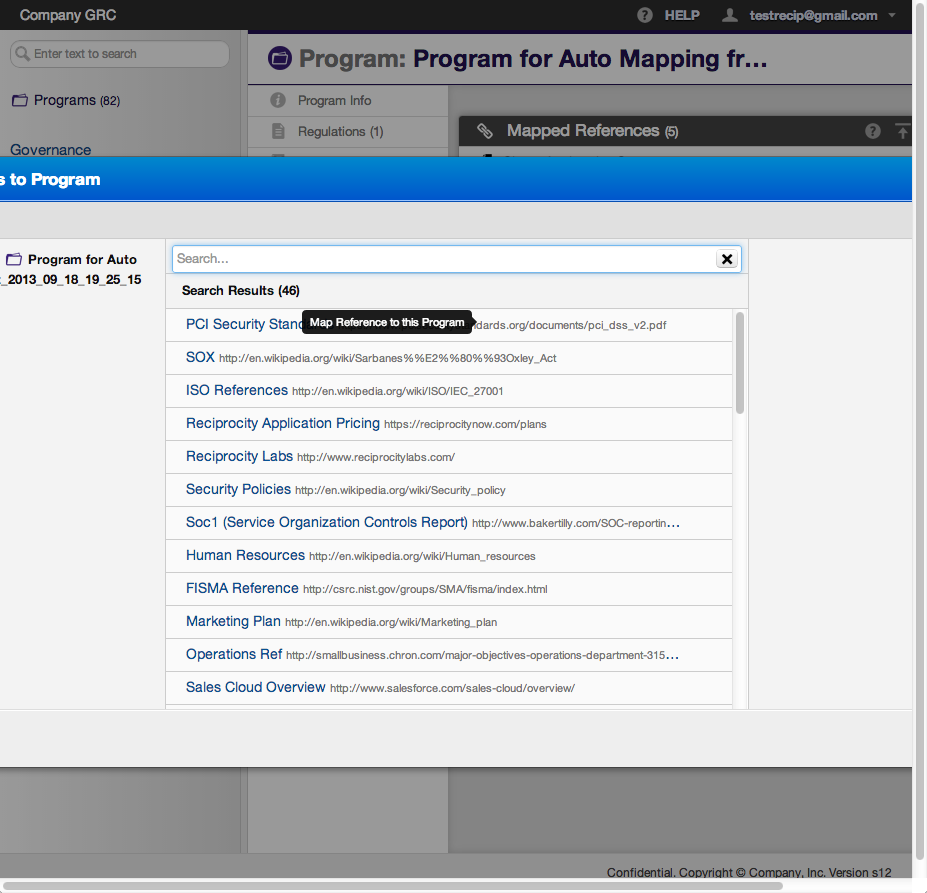 Company GRC
HELP
testrecip@gmail.com
Enter text to search
Program: Program for Auto Mapping fr...
Programs (82)
Program Info
Regulations (1)
Mapped References (5)
Governance
s to Program
Program for Auto
_2013_09_18_19_25_15
Search...
Search Results (46)
PCI Security Stand
Map Reference to this Program
dards.org/documents/pci_dss_v2.pdf
SOX http://en.wikipedia.org/wiki/Sarbanes%%E2%%80%%93Oxley_Act
ISO References http://en.wikipedia.org/wiki/ISO/IEC_27001
Reciprocity Application Pricing https://reciprocitynow.com/plans
Reciprocity Labs http://www.reciprocitylabs.com/
Security Policies http://en.wikipedia.org/wiki/Security_policy
Soc1 (Service Organization Controls Report) http://www.bakertilly.com/SOC-reportin...
Human Resources http://en.wikipedia.org/wiki/Human_resources
FISMA Reference http://csrc.nist.gov/groups/SMA/fisma/index.html
Marketing Plan http://en.wikipedia.org/wiki/Marketing_plan
Operations Ref http://smallbusiness.chron.com/major-objectives-operations-department-315...
Sales Cloud Overview http://www.salesforce.com/sales-cloud/overview/
Confidential. Copyright © Company, Inc. Version s12